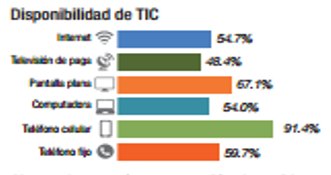 Disponibilidad de TIC
Internet 54.7%
Televisión de paga 48.4%
Pantalla plana 67.1%
Computadora 54.0%
Teléfono celular 91.4%
Teléfono fijo 59.7%